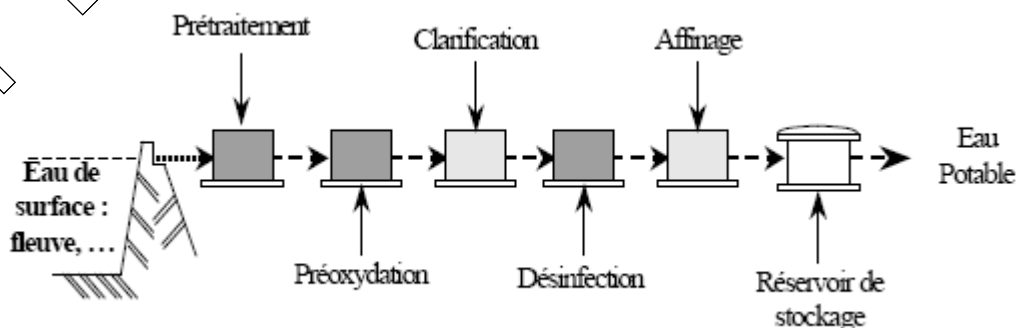 Prétraitement
Clarification
Affinage
Eau de
surface :
fleuve, …
Eau
Potable
Préoxydation
Désinfection
Réservoir de
stockage